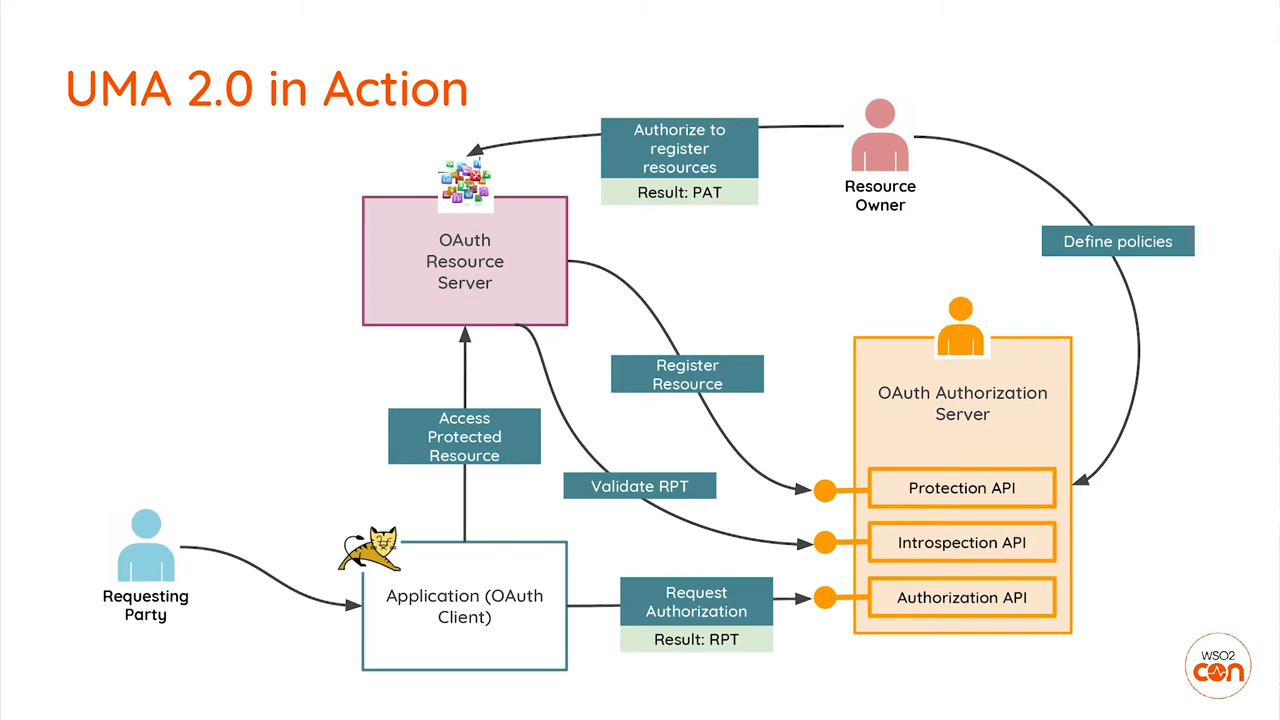 UMA 2.0 in Action
Authorize to
register
resources
Result: PAT
Resource
Owner
OAuth
Resource
Server
Define policies
Register
Resource
OAuth Authorization
Server
Access
Protected
Resource
Validate RPT
Protection API
Introspection API
Authorization API
Requesting
Party
Application (OAuth
Client)
Request
Authorization
Result: RPT
WSO2
con